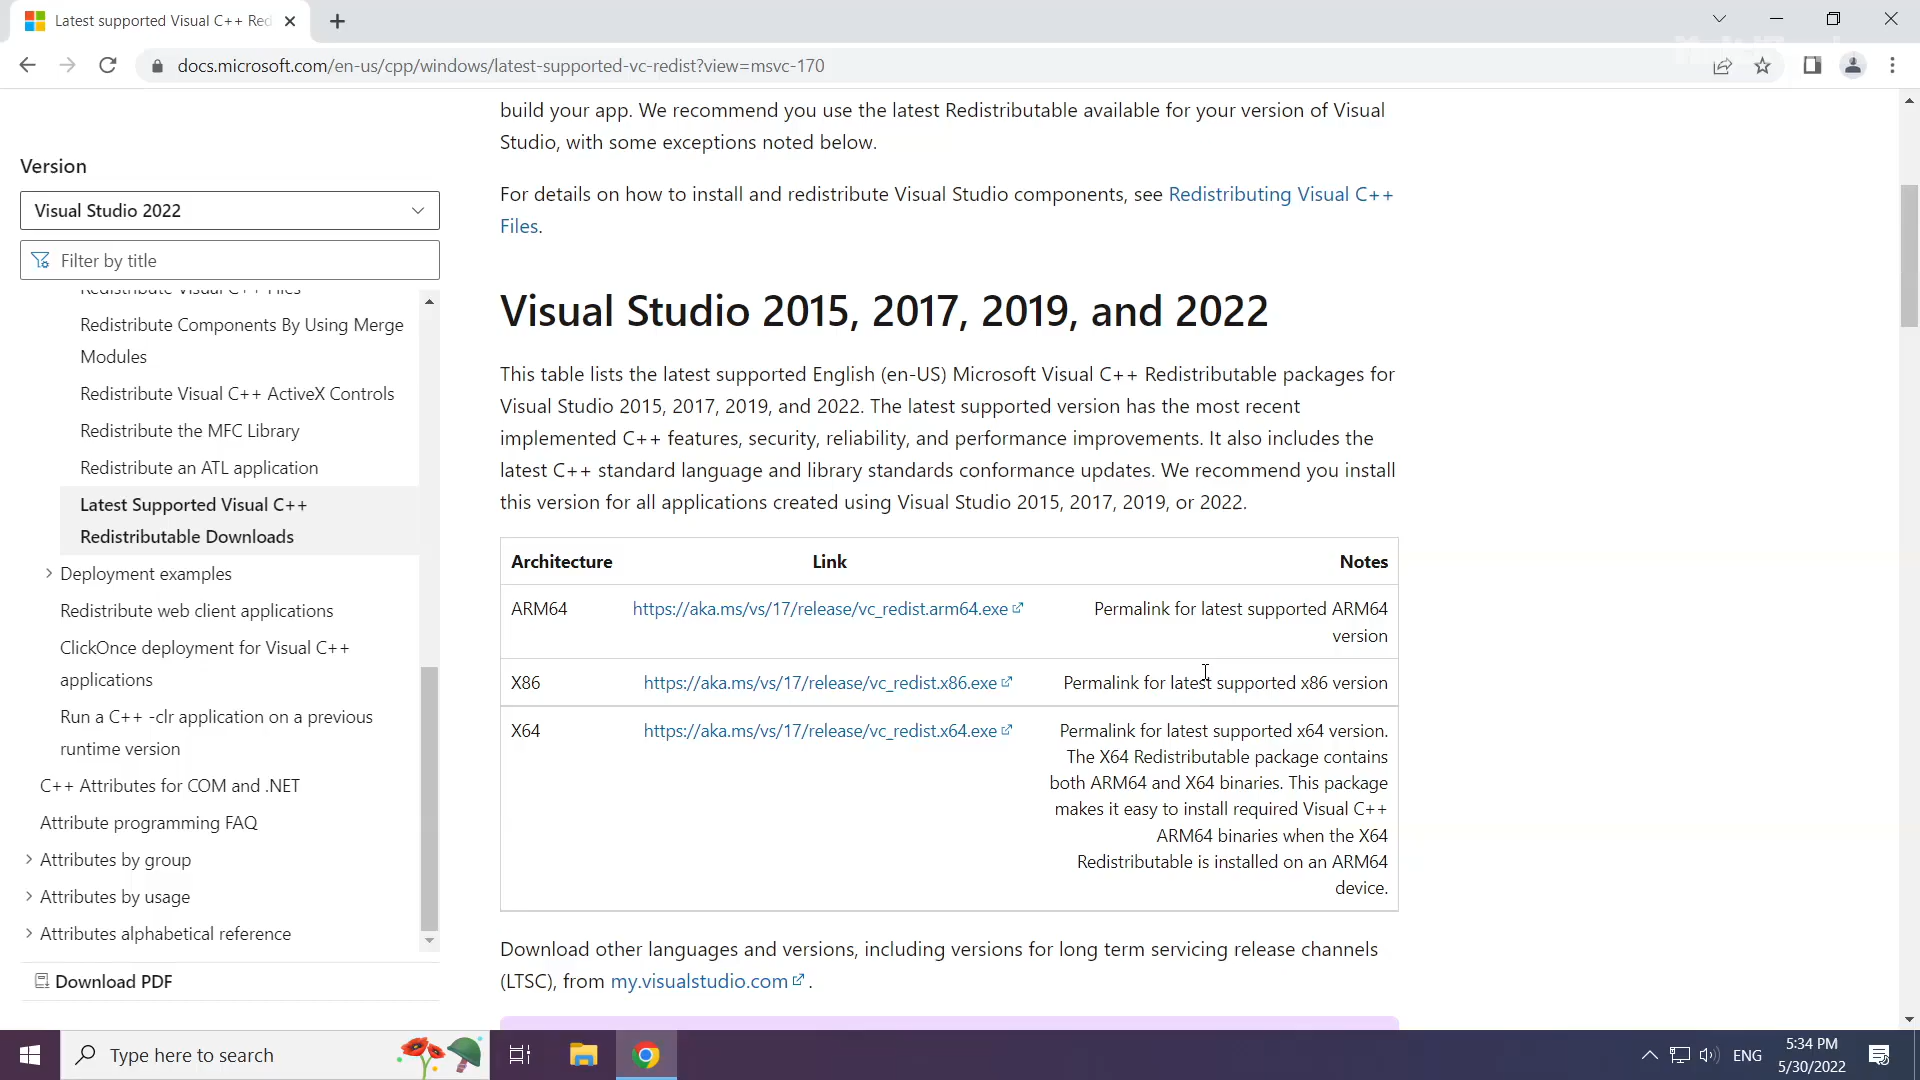 Latest supported Visual C++ Red
docs.microsoft.com/en-us/cpp/windows/latest-supported-vc-redist?view=msvc-170
Version
Visual Studio 2022
Filter by title
Redistribute Visual C++ Files
Redistribute Components By Using Merge
Modules
Redistribute Visual C++ ActiveX Controls
Redistribute the MFC Library
Redistribute an ATL application
Latest Supported Visual C++
Redistributable Downloads
Deployment examples
Redistribute web client applications
ClickOnce deployment for Visual C++
applications
Run a C++ -clr application on a previous
runtime version
C++ Attributes for COM and .NET
Attribute programming FAQ
Attributes by group
Attributes by usage
Attributes alphabetical reference
Download PDF
build your app. We recommend you use the latest Redistributable available for your version of Visual
Studio, with some exceptions noted below.
For details on how to install and redistribute Visual Studio components, see Redistributing Visual C++
Files.
Visual Studio 2015, 2017, 2019, and 2022
This table lists the latest supported English (en-US) Microsoft Visual C++ Redistributable packages for
Visual Studio 2015, 2017, 2019, and 2022. The latest supported version has the most recent
implemented C++ features, security, reliability, and performance improvements. It also includes the
latest C++ standard language and library standards conformance updates. We recommend you install
this version for all applications created using Visual Studio 2015, 2017, 2019, or 2022.
Architecture Link Notes
ARM64 https://aka.ms/vs/17/release/vc_redist.arm64.exe Permalink for latest supported ARM64
version
X86 https://aka.ms/vs/17/release/vc_redist.x86.exe Permalink for latest supported x86 version
X64 https://aka.ms/vs/17/release/vc_redist.x64.exe Permalink for latest supported x64 version.
The X64 Redistributable package contains
both ARM64 and X64 binaries. This package
makes it easy to install required Visual C++
ARM64 binaries when the X64
Redistributable is installed on an ARM64
device.
Download other languages and versions, including versions for long term servicing release channels
(LTSC), from my.visualstudio.com.
Type here to search
ENG
5:34 PM
5/30/2022